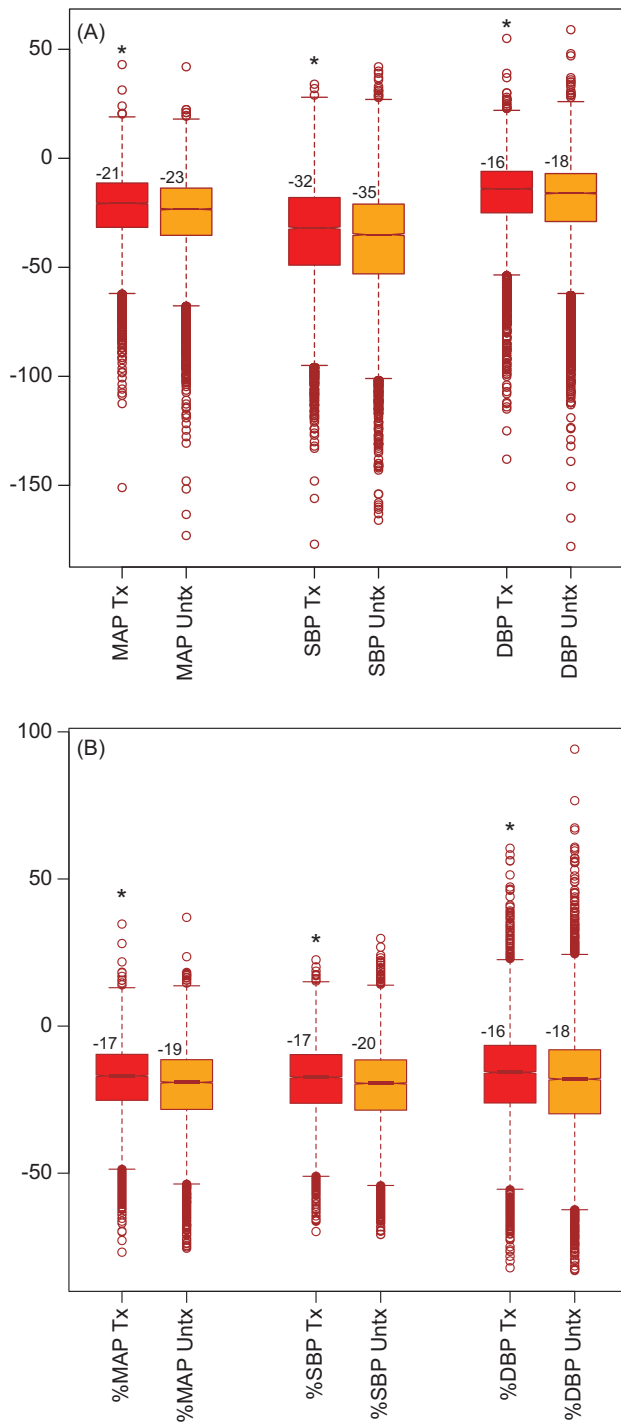 (A)
50
0
-50
-100
-150
*
*
*
-21
-23
-32
-35
-16
-18
MAP Tx
MAP Untx
SBP Tx
SBP Untx
DBP Tx
DBP Untx
(B)
100
50
0
-50
*
*
*
-17
-19
-17
-20
-16
-18
%MAP Tx
%MAP Untx
%SBP Tx
%SBP Untx
%DBP Tx
%DBP Untx